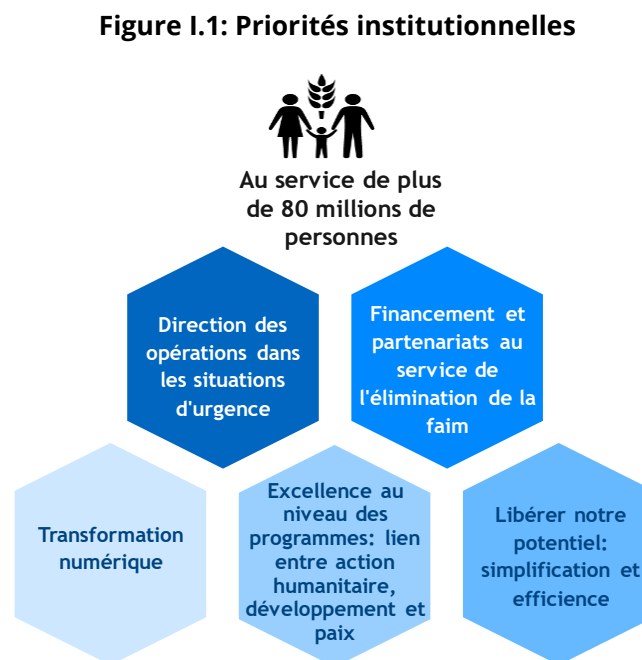 Figure I.1: Priorités institutionnelles
Au service de plus
de 80 millions de
personnes
Direction des
opérations dans
les situations
d'urgence
Financement et
partenariats au
service de
l'élimination de la
faim
Transformation
numérique
Excellence au
niveau des
programmes: lien
entre action
humanitaire,
développement et
paix
Libérer notre
potentiel:
simplification et
efficience